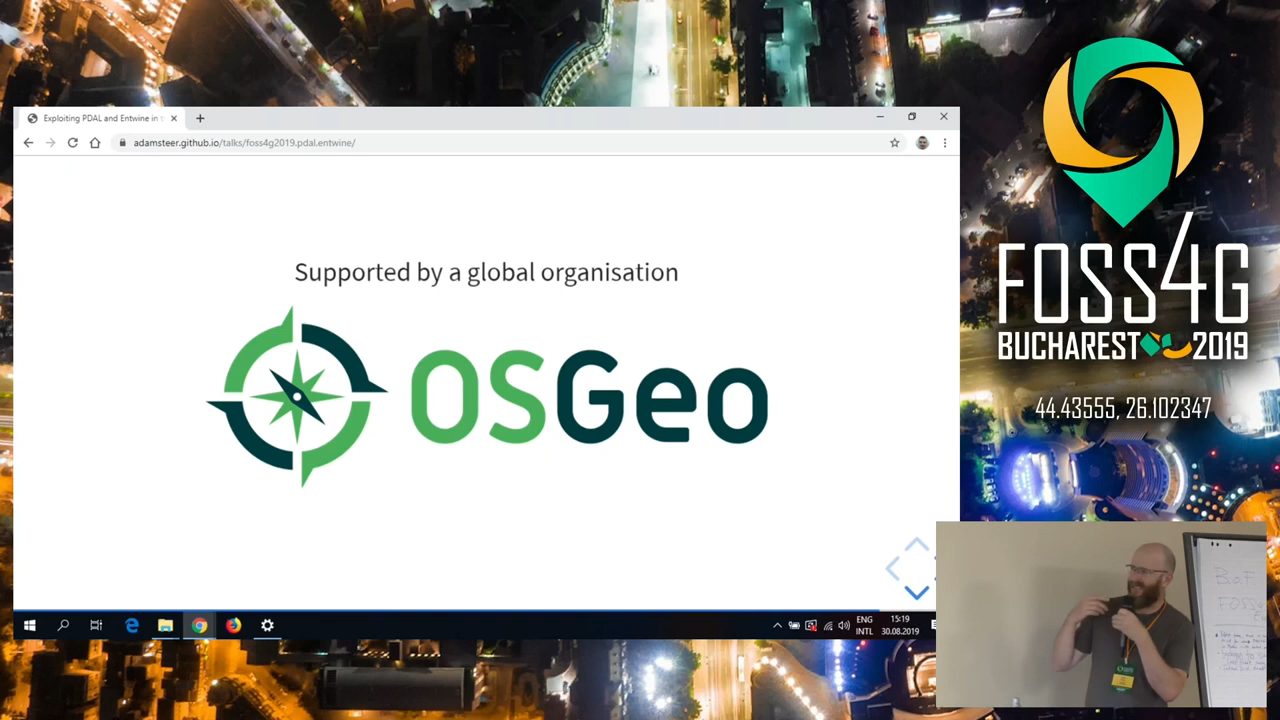 Exploiting PDAL and Entwine in
adamsteer.github.io/talks/foss4g2019.pdal.entwine/
Supported by a global organisation
OSGeo
ENG
INTL
15:19
30.08.2019
FOSS4G
BUCHAREST 2019
44.43555, 26.102347
BoF